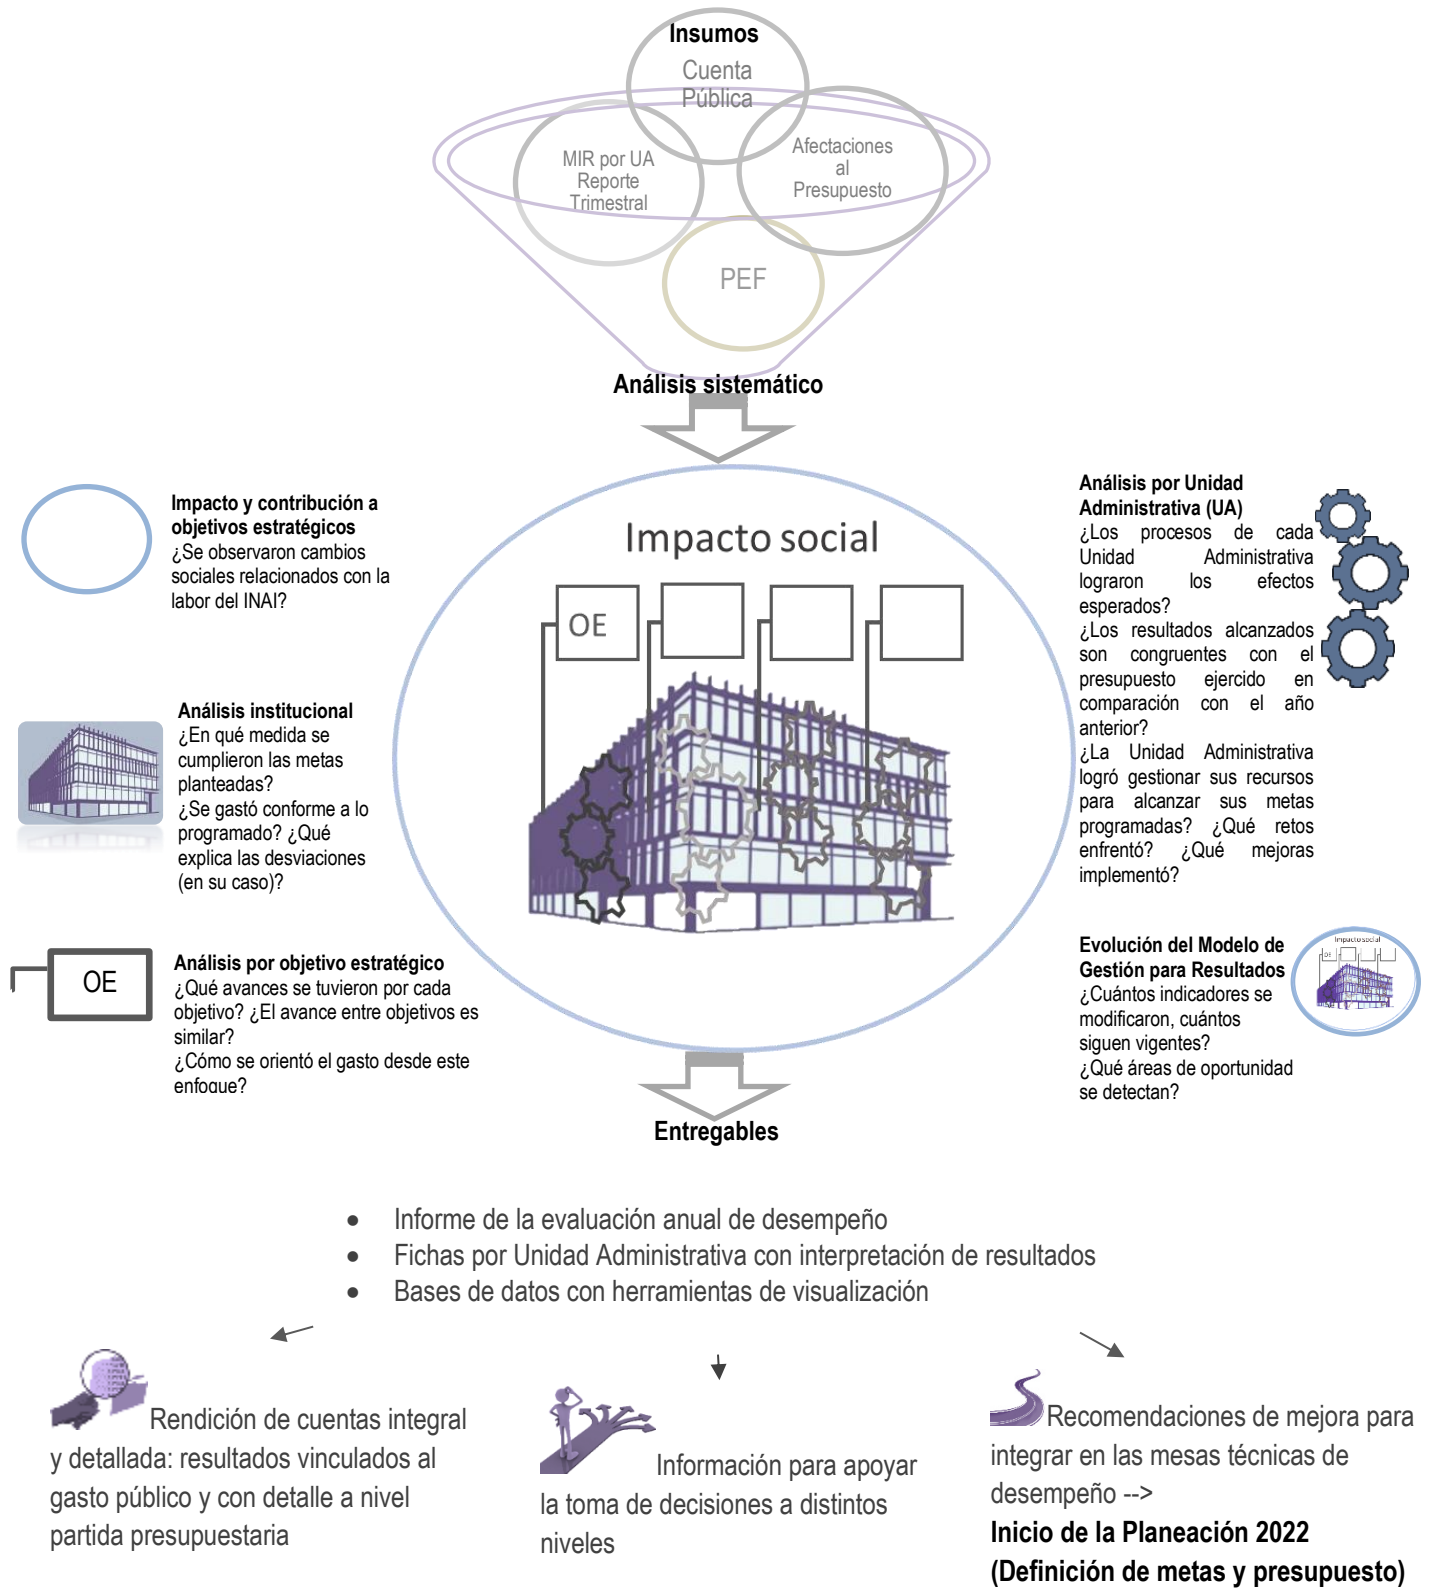 Insumos
Cuenta
Pública
MIR por UA
Reporte
Trimestral
Afectaciones
al
Presupuesto
PEF
Análisis sistemático
Impacto y contribución a
objetivos estratégicos
¿Se observaron cambios
sociales relacionados con la
labor del INAI?
Análisis institucional
¿En qué medida se
cumplieron las metas
planteadas?
¿Se gastó conforme a lo
programado? ¿Qué
explica las desviaciones
(en su caso)?
OE
Análisis por objetivo estratégico
¿Qué avances se tuvieron por cada
objetivo? ¿El avance entre objetivos es
similar?
¿Cómo se orientó el gasto desde este
enfoque?
Impacto social
OE
Análisis por Unidad
Administrativa (UA)
¿Los procesos de cada
Unidad Administrativa
lograron los efectos
esperados?
¿Los resultados alcanzados
son congruentes con el
presupuesto ejercido en
comparación con el año
anterior?
¿La Unidad Administrativa
logró gestionar sus recursos
para alcanzar sus metas
programadas? ¿Qué retos
enfrentó? ¿Qué mejoras
implementó?
Evolución del Modelo de
Gestión para Resultados
¿Cuántos indicadores se
modificaron, cuántos
siguen vigentes?
¿Qué áreas de oportunidad
se detectan?
Impacto social
OE
Entregables
• Informe de la evaluación anual de desempeño
• Fichas por Unidad Administrativa con interpretación de resultados
• Bases de datos con herramientas de visualización
Rendición de cuentas integral
y detallada: resultados vinculados al
gasto público y con detalle a nivel
partida presupuestaria
Información para apoyar
la toma de decisiones a distintos
niveles
Recomendaciones de mejora para
integrar en las mesas técnicas de
desempeño -->
Inicio de la Planeación 2022
(Definición de metas y presupuesto)